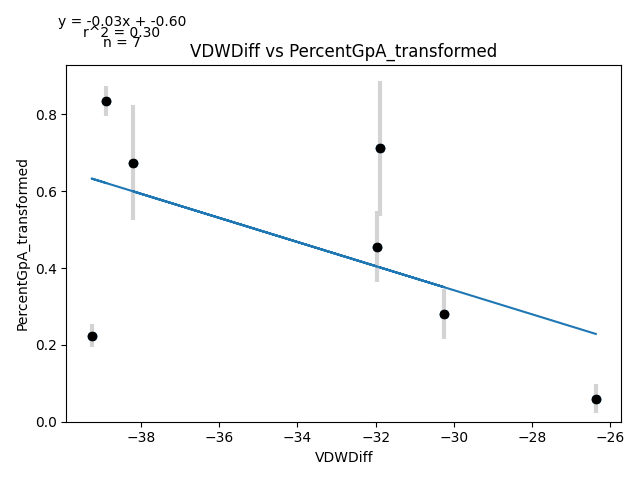 y = -0.03x + -0.60
r^2 = 0.30
n = 7
VDWDiff vs PercentGpA_transformed
PercentGpA_transformed
0.8
0.6
0.4
0.2
0.0
−38 −36 −34 −32 −30 −28 −26
VDWDiff